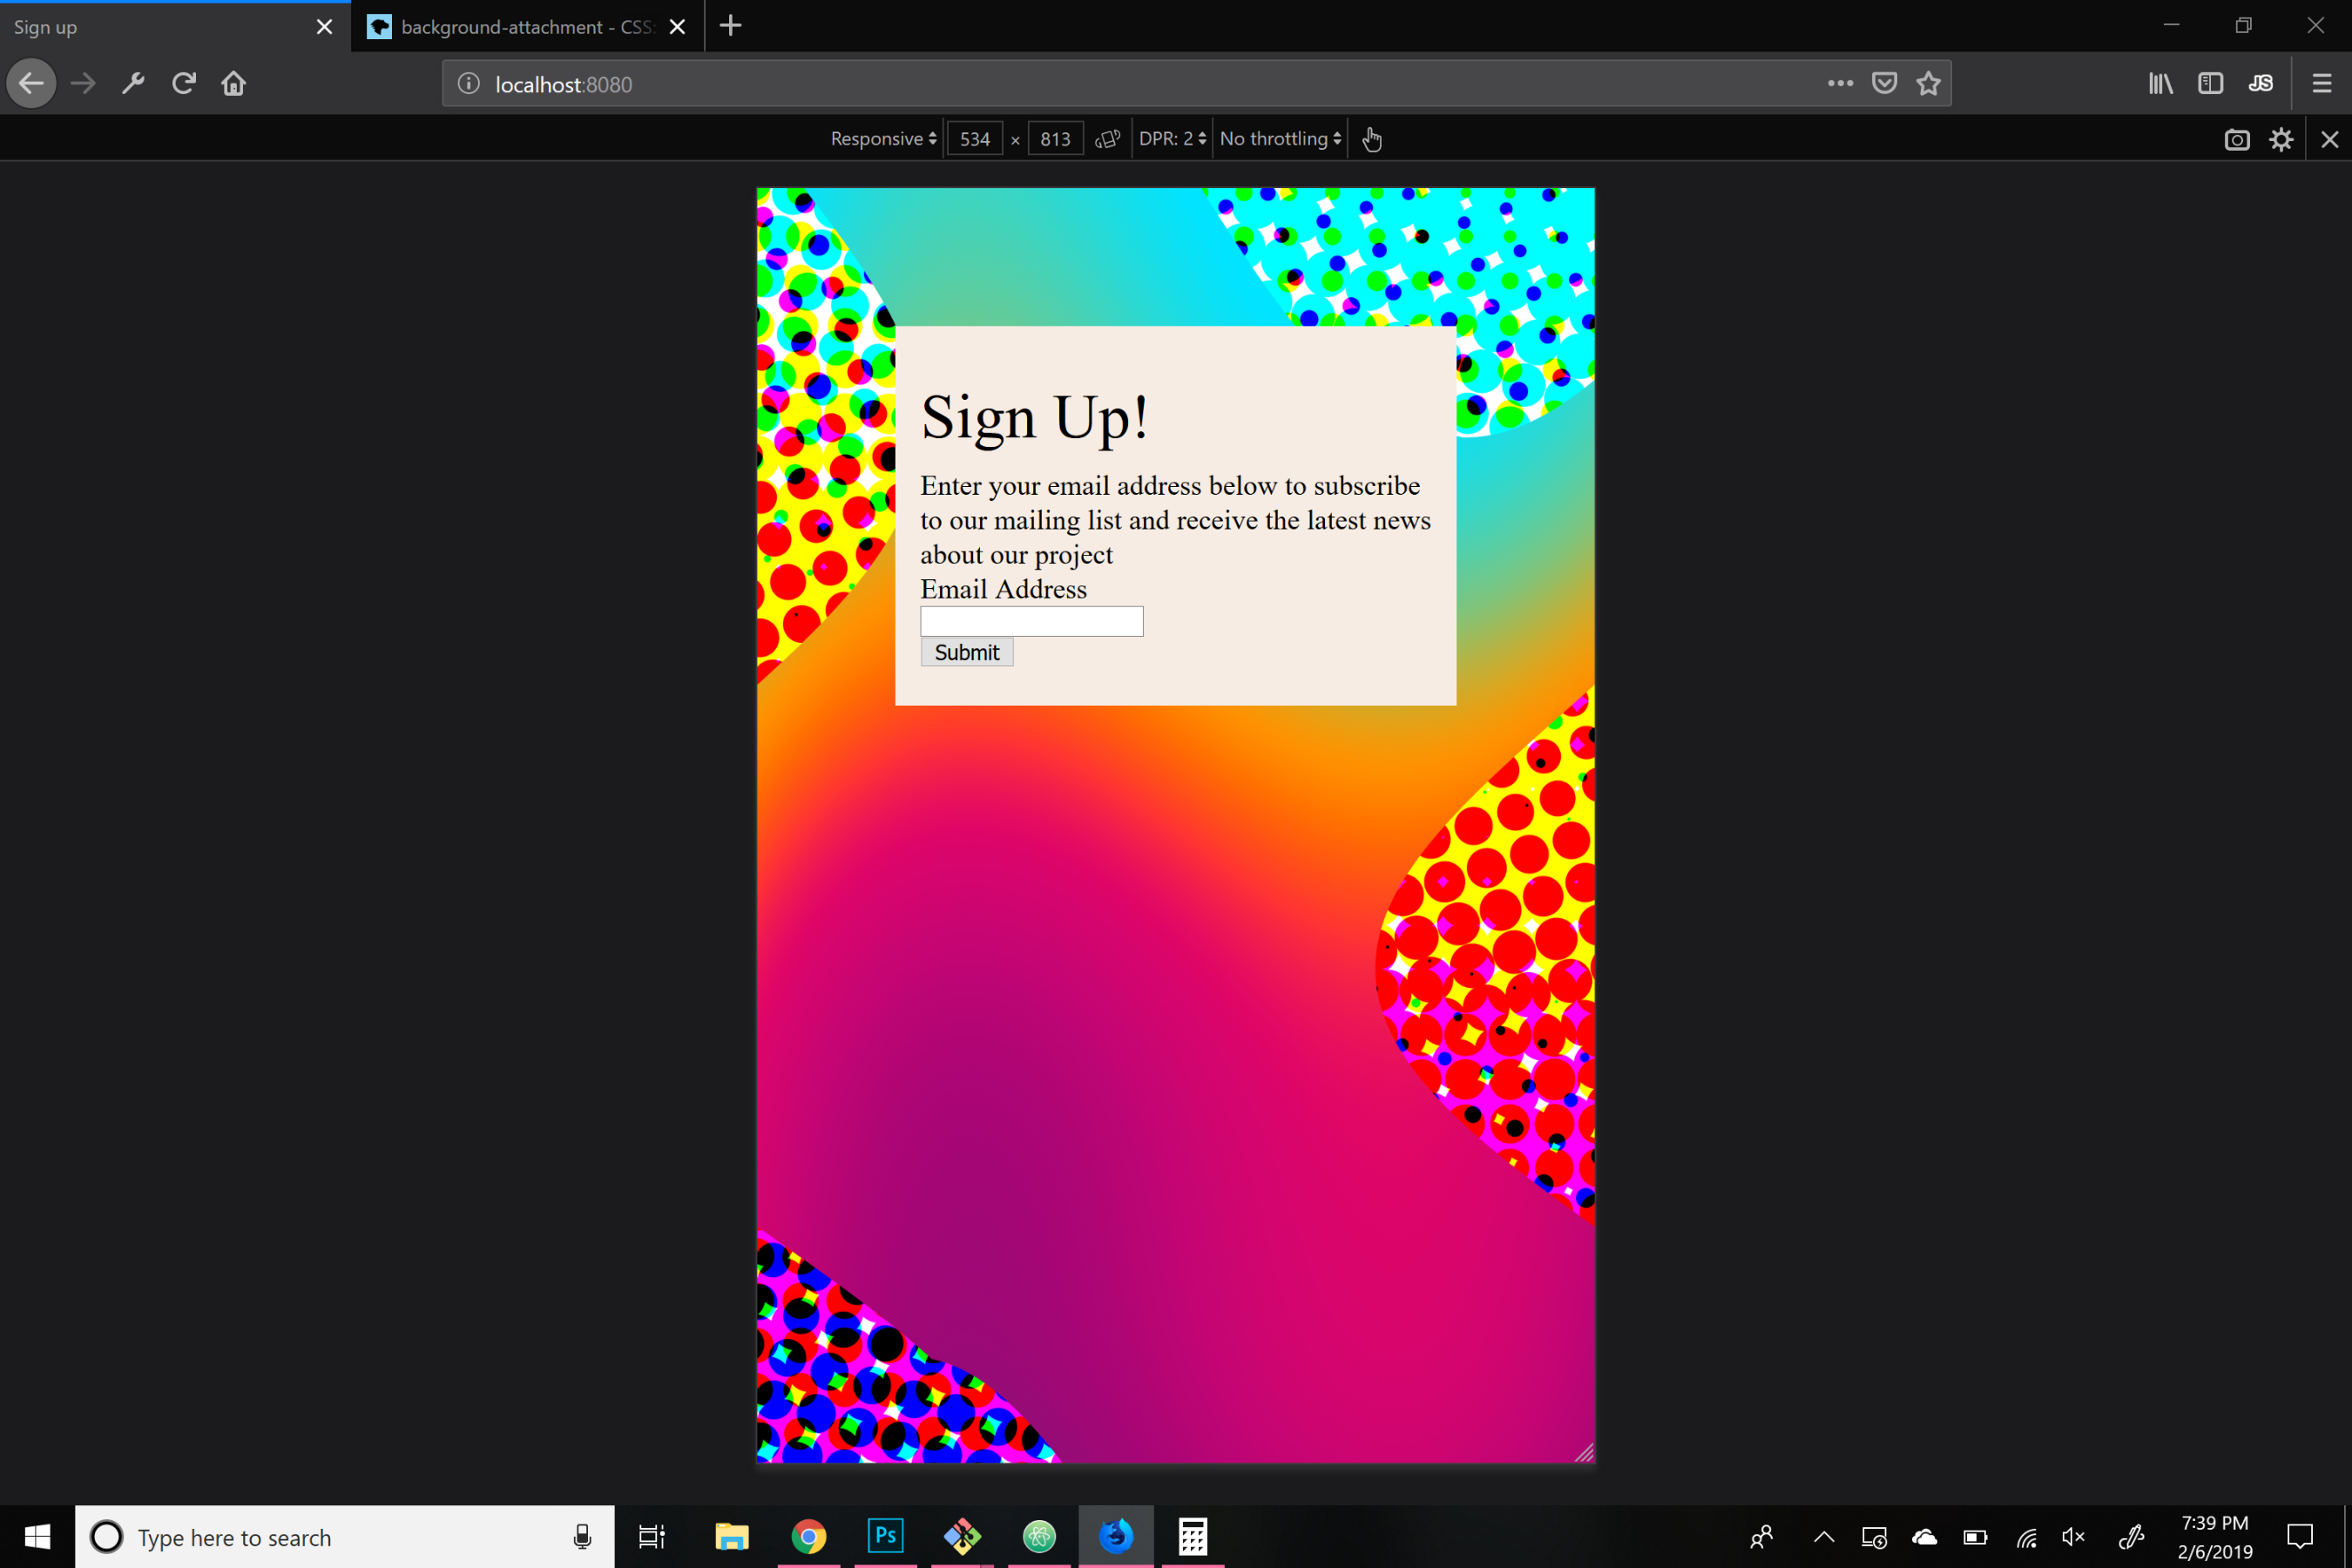 Sign up
background-attachment - CSS:
localhost:8080
Responsive 534 × 813 DPR: 2 No throttling
Sign Up!
Enter your email address below to subscribe
to our mailing list and receive the latest news
about our project
Email Address
Submit
Type here to search
Ps
7:39 PM
2/6/2019
JS